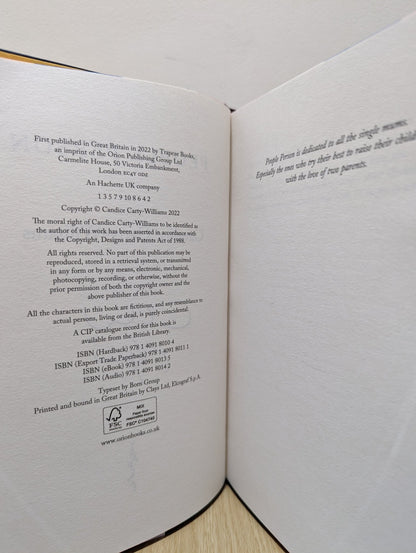 First published in Great Britain in 2022 by Trapeze Books,
an imprint of the Orion Publishing Group Ltd
Carmelite House, 50 Victoria Embankment,
London EC4Y 0DZ
An Hachette UK company
1 3 5 7 9 10 8 6 4 2
Copyright © Candice Carty-Williams 2022
The moral right of Candice Carty-Williams to be identified as
the author of this work has been asserted in accordance with
the Copyright, Designs and Patents Act of 1988.
All rights reserved. No part of this publication may be
reproduced, stored in a retrieval system, or transmitted
in any form or by any means, electronic, mechanical,
photocopying, recording, or otherwise, without the
prior permission of both the copyright owner and the
above publisher of this book.
All the characters in this book are fictitious, and any resemblance to
actual persons, living or dead, is purely coincidental.
A CIP catalogue record for this book is
available from the British Library.
ISBN (Hardback) 978 1 4091 8010 4
ISBN (Export Trade Paperback) 978 1 4091 8011 1
ISBN (eBook) 978 1 4091 8013 5
ISBN (Audio) 978 1 4091 8014 2
Typeset by Born Group
Printed and bound in Great Britain by Clays Ltd, Elcograf S.p.A.
FSC
MIX
Paper from
responsible sources
FSC® C104740
www.orionbooks.co.uk
People Person is dedicated to all the single mums.
Especially the ones who try their best to raise their child
with the love of two parents.